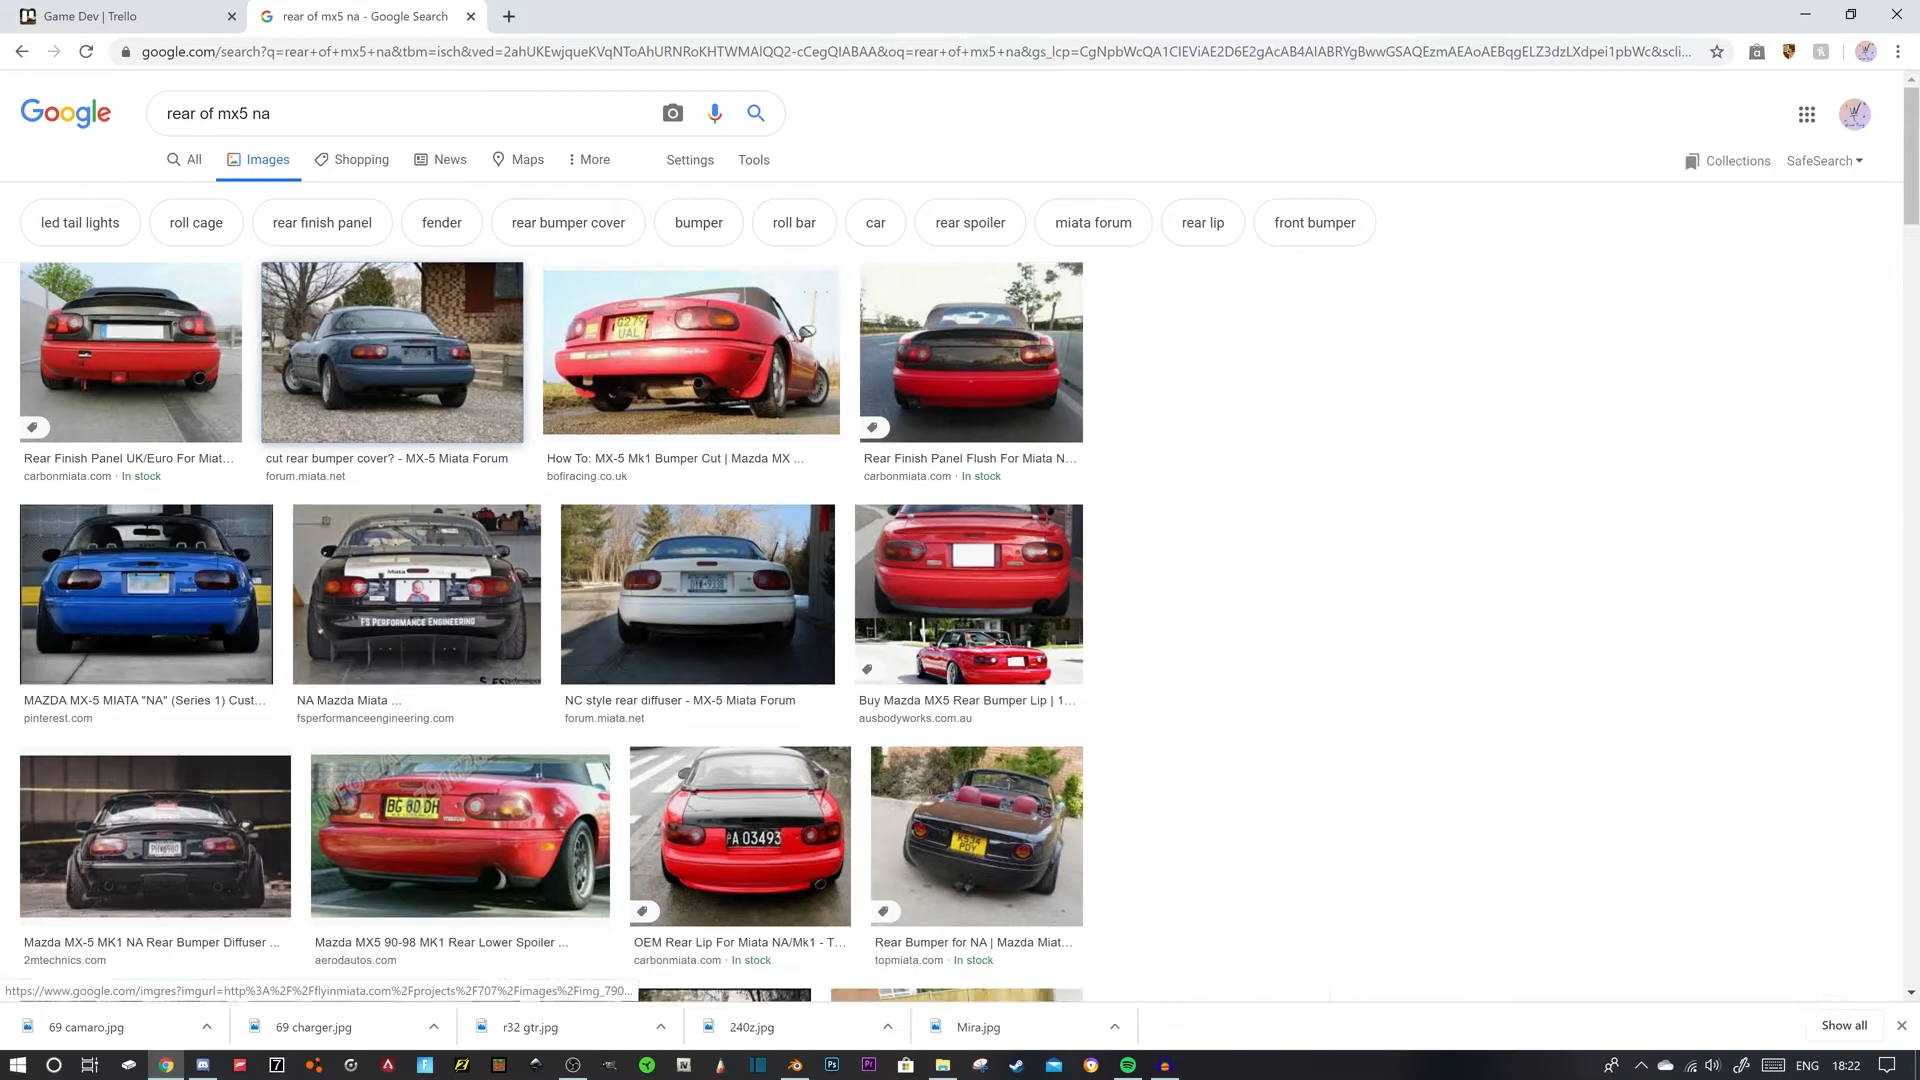 Game Dev | Trello
rear of mx5 na - Google Search
google.com/search?q=rear+of+mx5+na&tbm=isch&ved=2ahUKEwjqueKVqNToAhURNRoKHTWMAlQQ2-cCegQIABAA&oq=rear+of+mx5+na&gs_lcp=CgNpbWcQA1CIEViAE2D6E2gAcAB4AIABRYgBwwGSAQEzmAEAoAEBqgELZ3dzLXdpei1pbWc&scli...
Google
rear of mx5 na
All
Images
Shopping
News
Maps
More
Settings
Tools
Collections
SafeSearch
led tail lights
roll cage
rear finish panel
fender
rear bumper cover
bumper
roll bar
car
rear spoiler
miata forum
rear lip
front bumper
G279
UAL
Rear Finish Panel UK/Euro For Miat...
carbonmiata.com · In stock
cut rear bumper cover? - MX-5 Miata Forum
forum.miata.net
How To: MX-5 Mk1 Bumper Cut | Mazda MX ...
bofiracing.co.uk
Rear Finish Panel Flush For Miata N...
carbonmiata.com · In stock
Miata
FS PERFORMANCE ENGINEERING
MAZDA MX-5 MIATA "NA" (Series 1) Cust...
pinterest.com
NA Mazda Miata ...
fsperformanceengineering.com
NC style rear diffuser - MX-5 Miata Forum
forum.miata.net
Buy Mazda MX5 Rear Bumper Lip | 1...
ausbodyworks.com.au
BG 80 DH
A 03493
K534
PDY
Mazda MX-5 MK1 NA Rear Bumper Diffuser ...
2mtechnics.com
Mazda MX5 90-98 MK1 Rear Lower Spoiler ...
aerodautos.com
OEM Rear Lip For Miata NA/Mk1 - T...
carbonmiata.com · In stock
Rear Bumper for NA | Mazda Miat...
topmiata.com · In stock
https://www.google.com/imgres?imgurl=http%3A%2F%2Fflyinmiata.com%2Fprojects%2F707%2Fimages%2Fimg_790...
69 camaro.jpg
69 charger.jpg
r32 gtr.jpg
240z.jpg
Mira.jpg
Show all
ENG
18:22